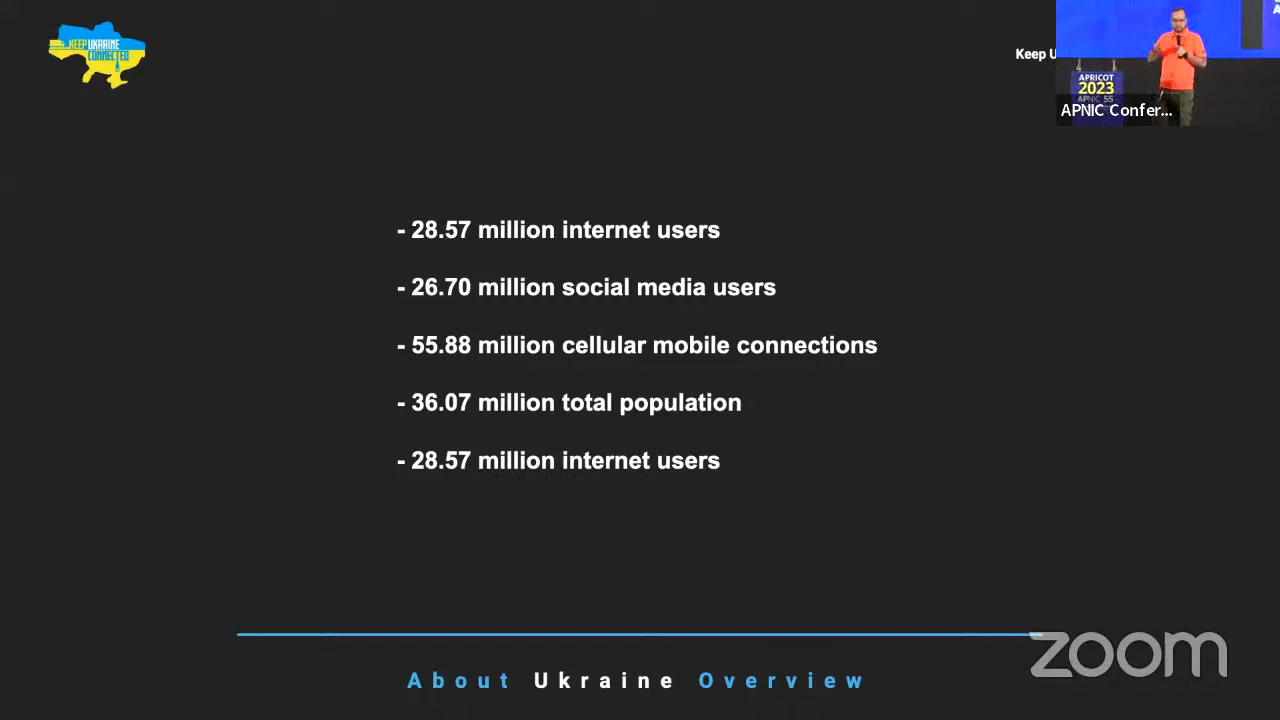 KEEP UKRAINE
CONNECTED
Keep U
APRICOT
2023
APNIC 55
APNIC Confer...
- 28.57 million internet users
- 26.70 million social media users
- 55.88 million cellular mobile connections
- 36.07 million total population
- 28.57 million internet users
zoom
About Ukraine Overview